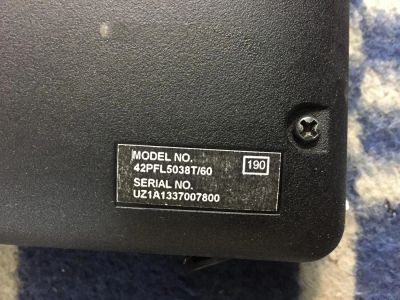 MODEL NO. 190
42PFL5038T/60
SERIAL NO.
UZ1A1337007800